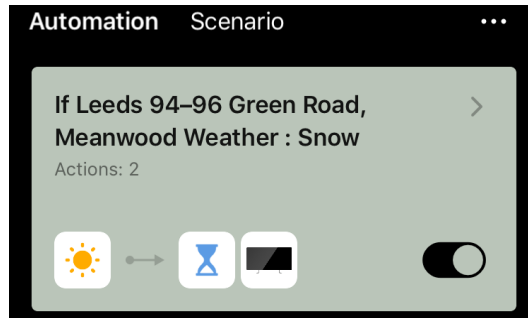 Automation Scenario
If Leeds 94–96 Green Road,
Meanwood Weather : Snow
Actions: 2